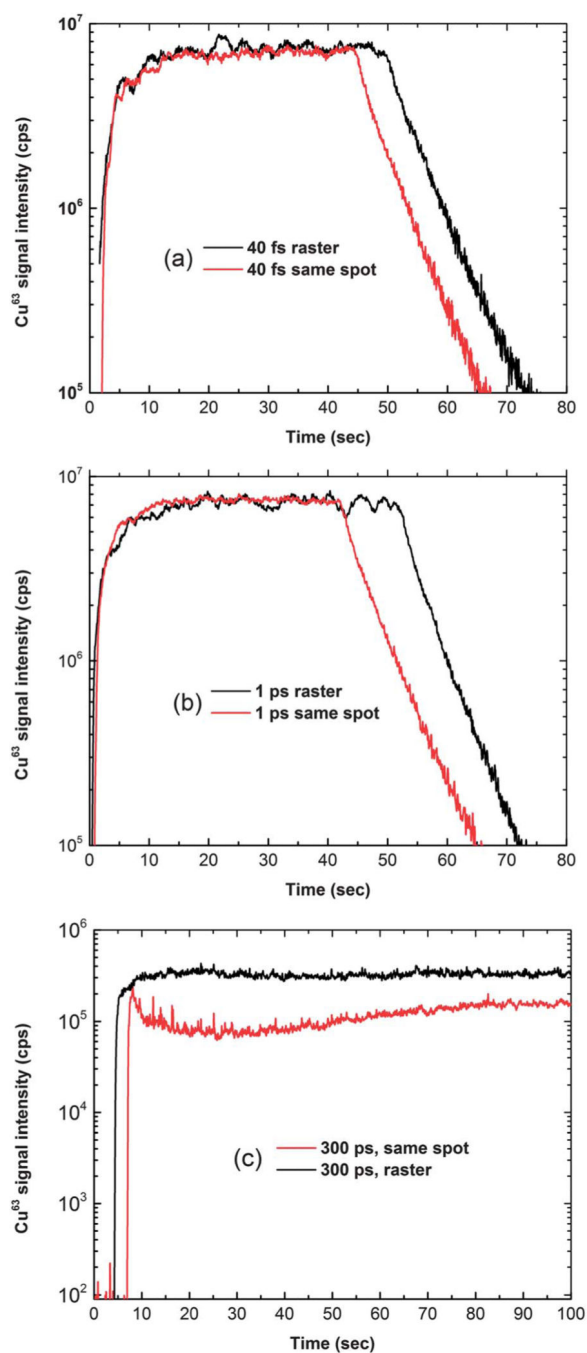 10⁷
10⁶
10⁵
Cu⁶³ signal intensity (cps)
(a)
40 fs raster
40 fs same spot
0 10 20 30 40 50 60 70 80
Time (sec)
10⁷
10⁶
10⁵
Cu⁶³ signal intensity (cps)
(b)
1 ps raster
1 ps same spot
0 10 20 30 40 50 60 70 80
Time (sec)
10⁶
10⁵
10⁴
10³
10²
Cu⁶³ signal intensity (cps)
300 ps, same spot
(c)
300 ps, raster
0 10 20 30 40 50 60 70 80 90 100
Time (sec)